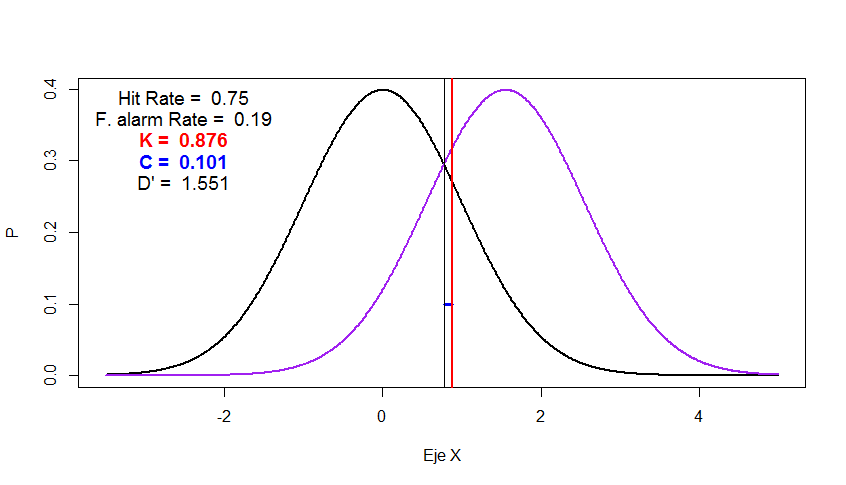 Hit Rate = 0.75
F. alarm Rate = 0.19
K = 0.876
C = 0.101
D' = 1.551
P
0.4
0.3
0.2
0.1
0.0
-2
0
2
4
Eje X